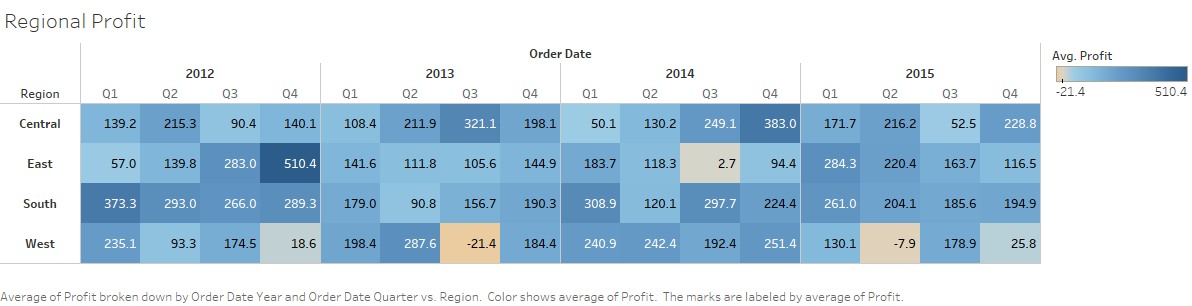 Regional Profit
Order Date
2012 2013 2014 2015
Region Q1 Q2 Q3 Q4 Q1 Q2 Q3 Q4 Q1 Q2 Q3 Q4 Q1 Q2 Q3 Q4
Central 139.2 215.3 90.4 140.1 108.4 211.9 321.1 198.1 50.1 130.2 249.1 383.0 171.7 216.2 52.5 228.8
East 57.0 139.8 283.0 510.4 141.6 111.8 105.6 144.9 183.7 118.3 2.7 94.4 284.3 220.4 163.7 116.5
South 373.3 293.0 266.0 289.3 179.0 90.8 156.7 190.3 308.9 120.1 297.7 224.4 261.0 204.1 185.6 194.9
West 235.1 93.3 174.5 18.6 198.4 287.6 -21.4 184.4 240.9 242.4 192.4 251.4 130.1 -7.9 178.9 25.8
Avg. Profit
-21.4 510.4
Average of Profit broken down by Order Date Year and Order Date Quarter vs. Region. Color shows average of Profit. The marks are labeled by average of Profit.